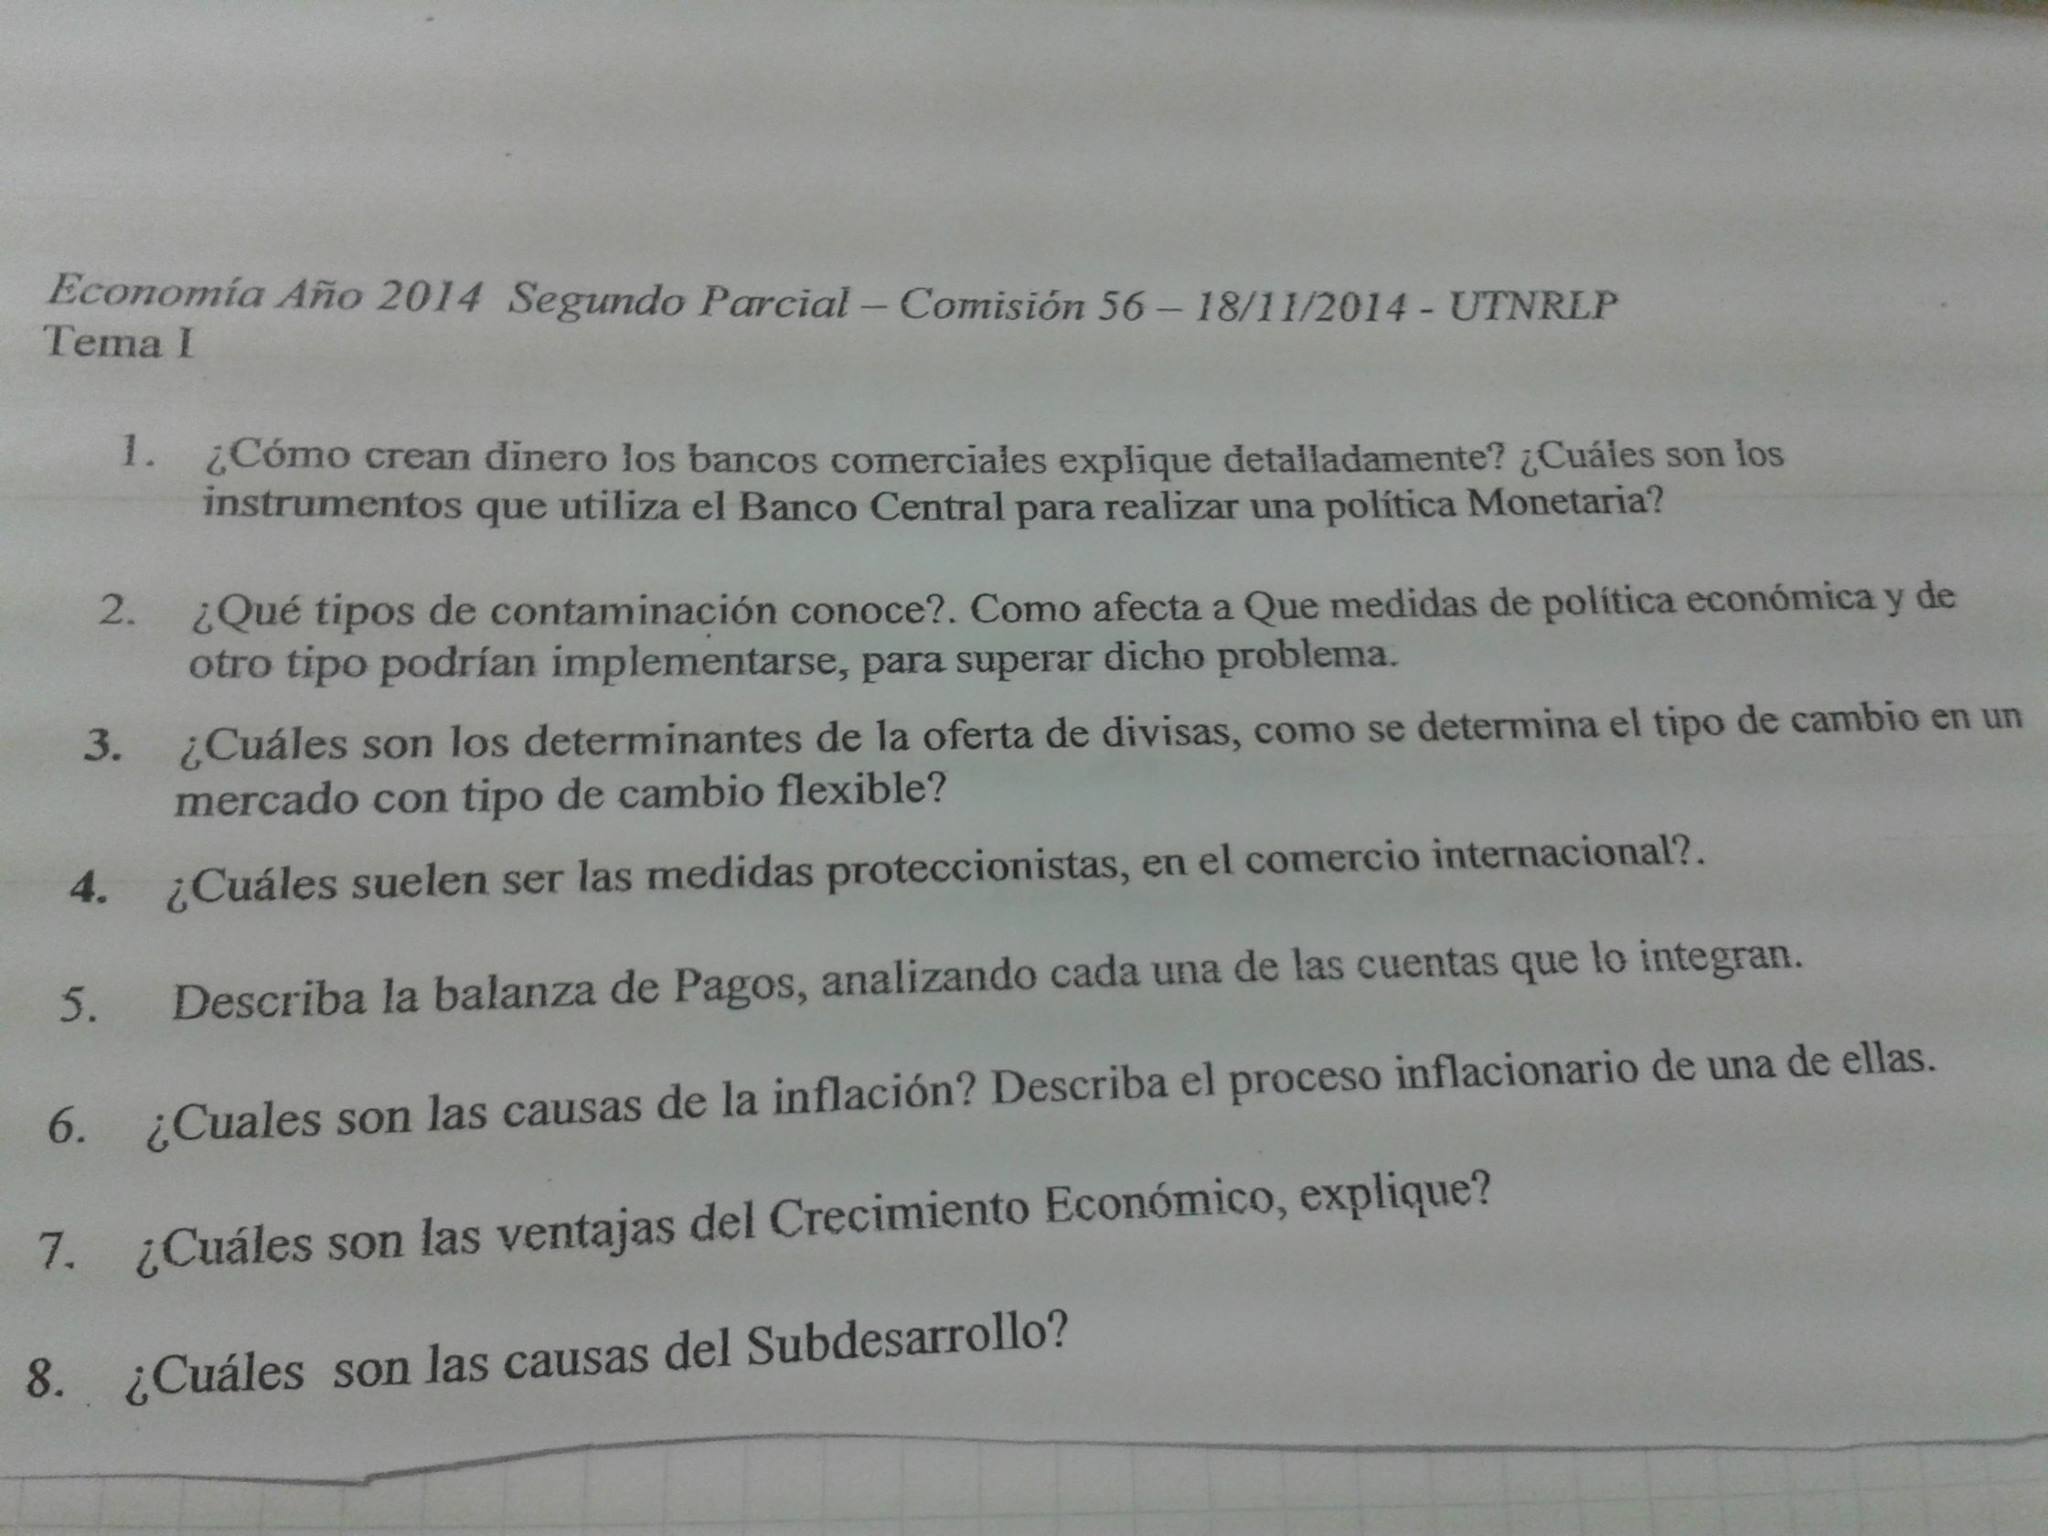 Economía Año 2014 Segundo Parcial – Comisión 56 – 18/11/2014 - UTNRLP
Tema I
1. ¿Cómo crean dinero los bancos comerciales explique detalladamente? ¿Cuáles son los
instrumentos que utiliza el Banco Central para realizar una política Monetaria?
2. ¿Qué tipos de contaminación conoce?. Como afecta a Que medidas de política económica y de
otro tipo podrían implementarse, para superar dicho problema.
3. ¿Cuáles son los determinantes de la oferta de divisas, como se determina el tipo de cambio en un
mercado con tipo de cambio flexible?
4. ¿Cuáles suelen ser las medidas proteccionistas, en el comercio internacional?.
5. Describa la balanza de Pagos, analizando cada una de las cuentas que lo integran.
6. ¿Cuales son las causas de la inflación? Describa el proceso inflacionario de una de ellas.
7. ¿Cuáles son las ventajas del Crecimiento Económico, explique?
8. ¿Cuáles son las causas del Subdesarrollo?